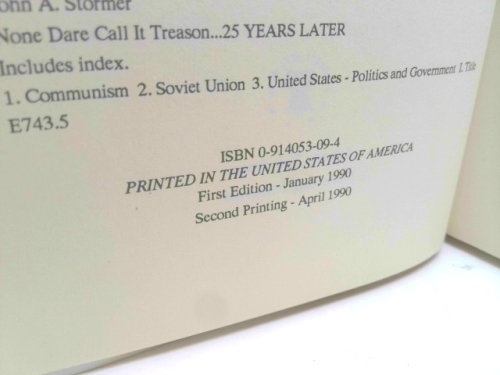 John A. Stormer
None Dare Call It Treason...25 YEARS LATER
Includes index.
1. Communism 2. Soviet Union 3. United States - Politics and Government I. Title
E743.5
ISBN 0-914053-09-4
PRINTED IN THE UNITED STATES OF AMERICA
First Edition - January 1990
Second Printing - April 1990